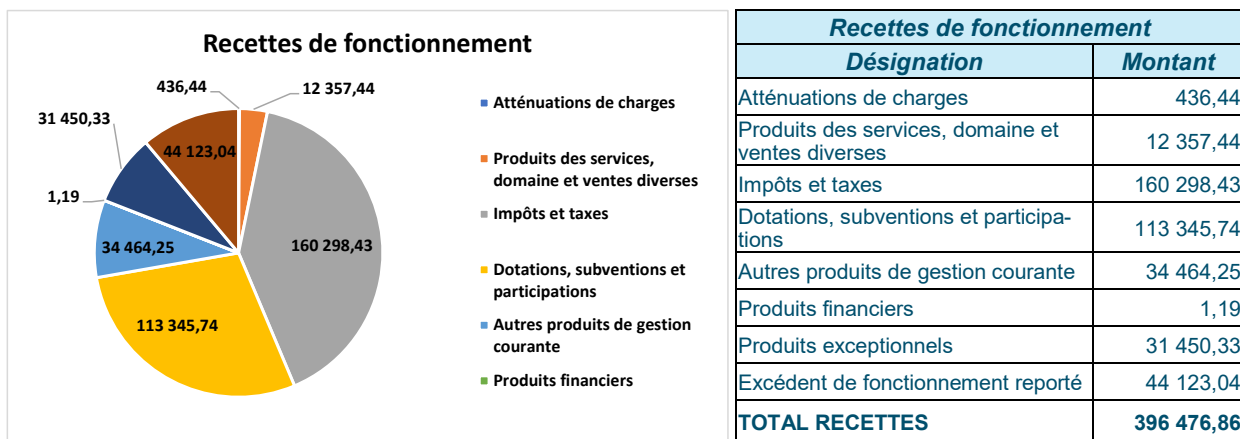 Recettes de fonctionnement
436,44
12 357,44
31 450,33
44 123,04
1,19
34 464,25
160 298,43
113 345,74
Atténuations de charges
Produits des services,
domaine et ventes diverses
Impôts et taxes
Dotations, subventions et
participations
Autres produits de gestion
courante
Produits financiers
Recettes de fonctionnement
Désignation Montant
Atténuations de charges 436,44
Produits des services, domaine et
ventes diverses 12 357,44
Impôts et taxes 160 298,43
Dotations, subventions et participa-
tions 113 345,74
Autres produits de gestion courante 34 464,25
Produits financiers 1,19
Produits exceptionnels 31 450,33
Excédent de fonctionnement reporté 44 123,04
TOTAL RECETTES 396 476,86